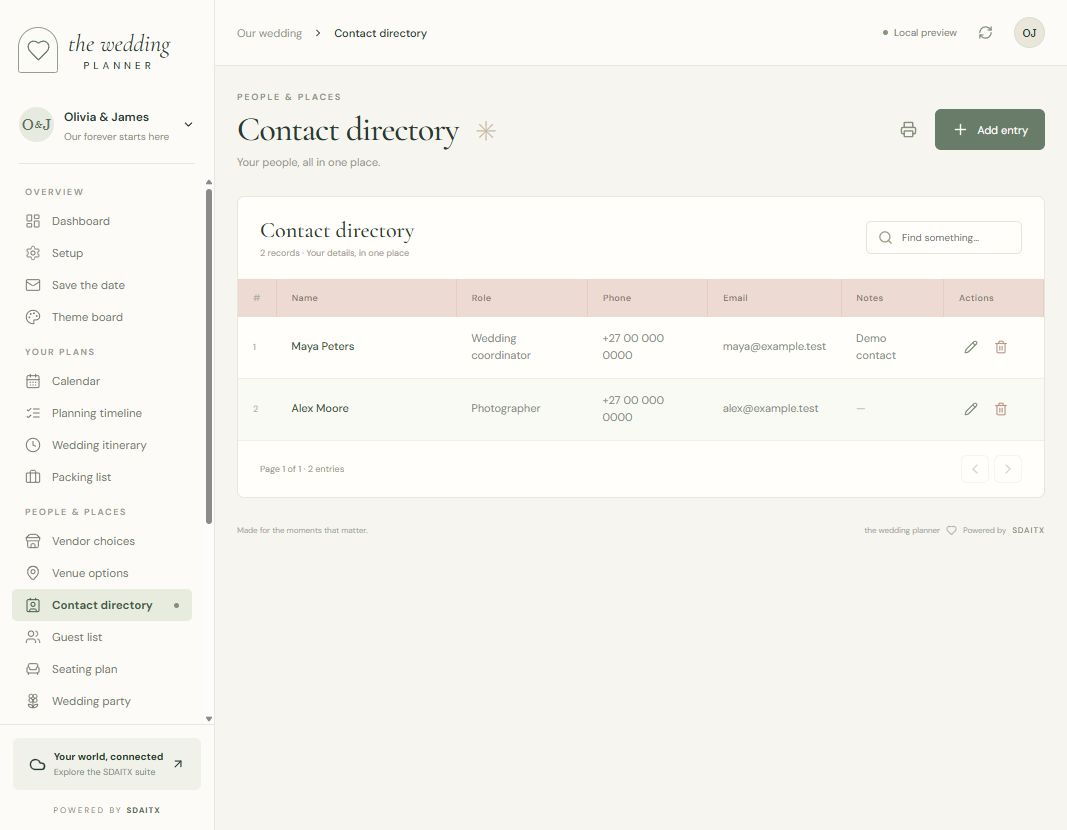 the wedding
PLANNER
O&J
Olivia & James
Our forever starts here
OVERVIEW
Dashboard
Setup
Save the date
Theme board
YOUR PLANS
Calendar
Planning timeline
Wedding itinerary
Packing list
PEOPLE & PLACES
Vendor choices
Venue options
Contact directory
Guest list
Seating plan
Wedding party
Your world, connected
Explore the SDAITX suite
POWERED BY SDAITX
Our wedding > Contact directory
Local preview
OJ
PEOPLE & PLACES
Contact directory
Your people, all in one place.
Add entry
Contact directory
2 records · Your details, in one place
Find something...
# Name Role Phone Email Notes Actions
1 Maya Peters Wedding coordinator +27 00 000 0000 maya@example.test Demo contact
2 Alex Moore Photographer +27 00 000 0000 alex@example.test —
Page 1 of 1 · 2 entries
Made for the moments that matter.
the wedding planner Powered by SDAITX